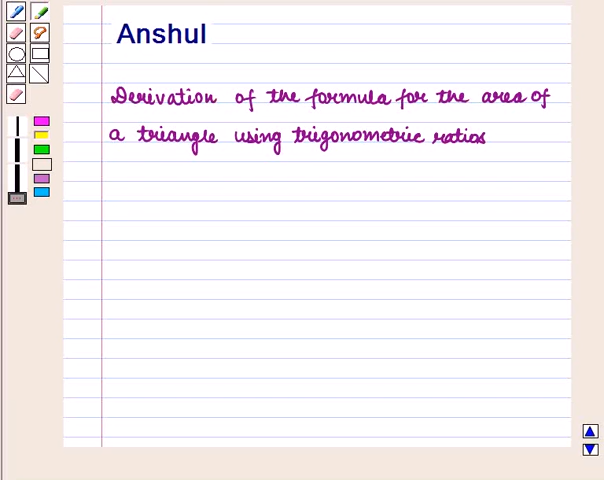 Anshul
Derivation of the formula for the area of
a triangle using trigonometric ratios